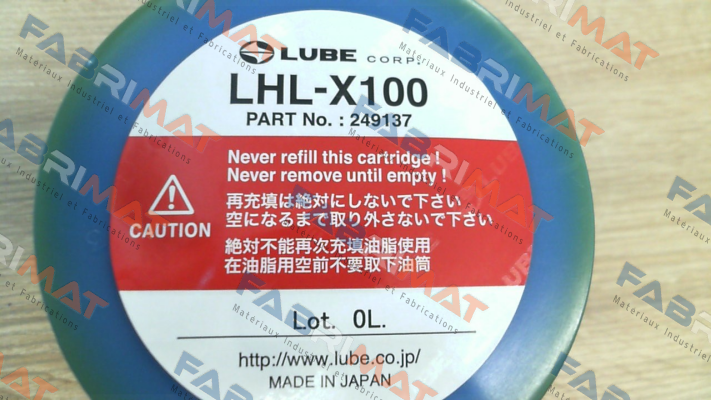 LUBE CORP.
LHL-X100
PART No. : 249137
Never refill this cartridge !
Never remove until empty !
再充填は絶対にしないで下さい
空になるまで取り外さないで下さい
CAUTION
絶対不能再次充填油脂使用
在油脂用空前不要取下油筒
Lot. 0L.
http://www.lube.co.jp/
MADE IN JAPAN
FABRIMAT
Matériaux Industriel et Fabrications